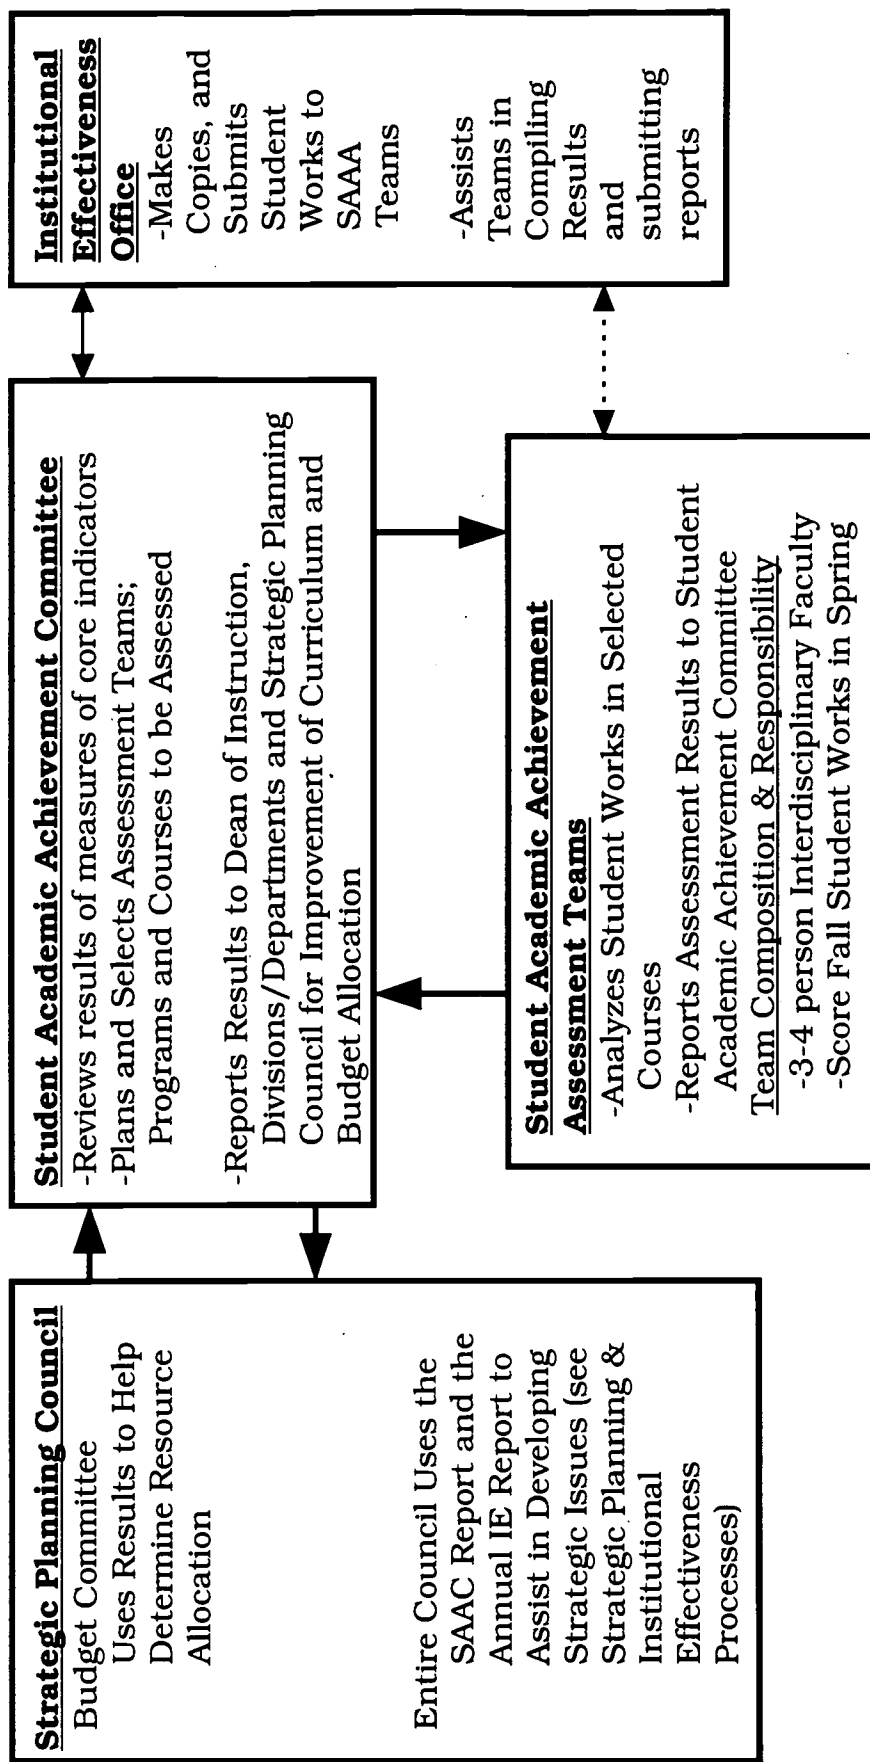 Strategic Planning Council
Budget Committee
Uses Results to Help
Determine Resource
Allocation
Entire Council Uses the
SAAC Report and the
Annual IE Report to
Assist in Developing
Strategic Issues (see
Strategic Planning &
Institutional
Effectiveness
Processes)
Student Academic Achievement Committee
-Reviews results of measures of core indicators
-Plans and Selects Assessment Teams;
Programs and Courses to be Assessed
-Reports Results to Dean of Instruction,
Divisions/Departments and Strategic Planning
Council for Improvement of Curriculum and
Budget Allocation
Student Academic Achievement
Assessment Teams
-Analyzes Student Works in Selected
Courses
-Reports Assessment Results to Student
Academic Achievement Committee
Team Composition & Responsibility
-3-4 person Interdisciplinary Faculty
-Score Fall Student Works in Spring
Institutional
Effectiveness
Office
-Makes
Copies, and
Submits
Student
Works to
SAAA
Teams
-Assists
Teams in
Compiling
Results
and
submitting
reports